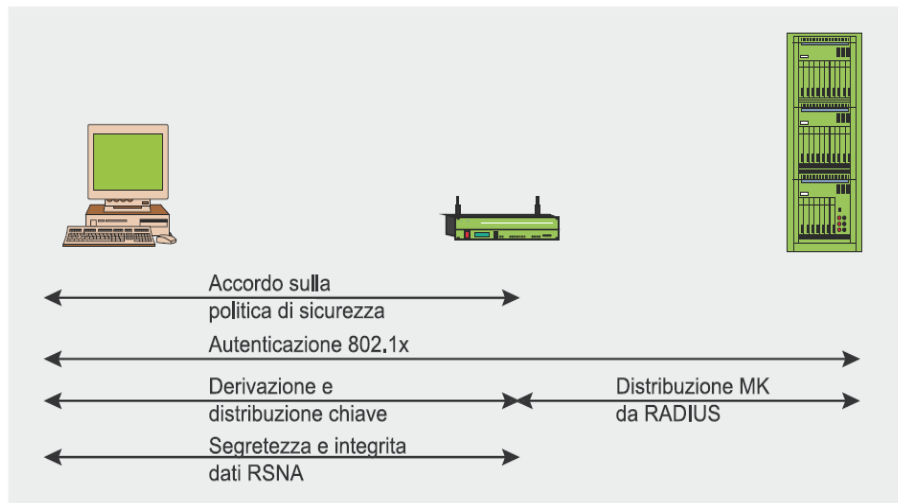 Accordo sulla
politica di sicurezza
Autenticazione 802.1x
Derivazione e
distribuzione chiave
Distribuzione MK
da RADIUS
Segretezza e integrita
dati RSNA